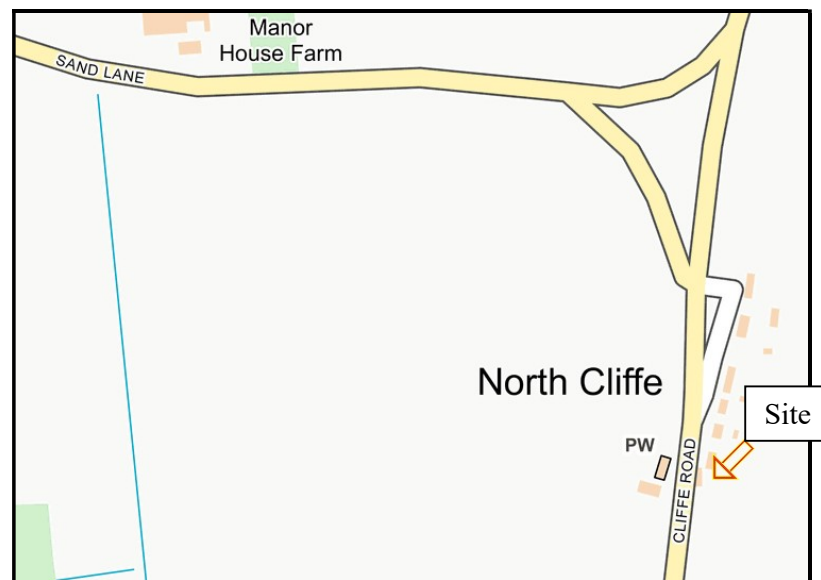 Manor
House Farm
SAND LANE
North Cliffe
Site
PW
CLIFFE ROAD